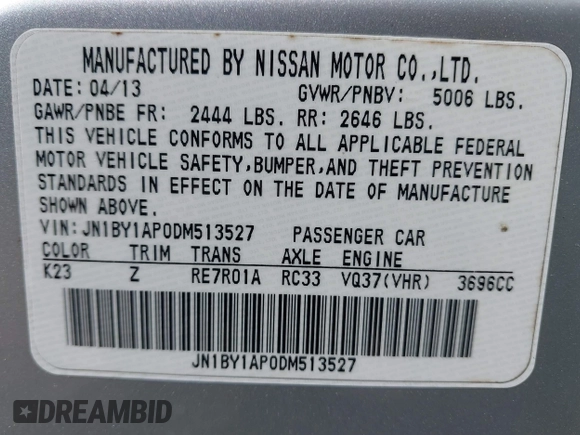 MANUFACTURED BY NISSAN MOTOR CO.,LTD.
DATE: 04/13 GVWR/PNBV: 5006 LBS.
GAWR/PNBE FR: 2444 LBS. RR: 2646 LBS.
THIS VEHICLE CONFORMS TO ALL APPLICABLE FEDERAL
MOTOR VEHICLE SAFETY,BUMPER,AND THEFT PREVENTION
STANDARDS IN EFFECT ON THE DATE OF MANUFACTURE
SHOWN ABOVE.
VIN:JN1BY1AP0DM513527 PASSENGER CAR
COLOR TRIM TRANS AXLE ENGINE
K23 Z RE7R01A RC33 VQ37(VHR) 3696CC
JN1BY1AP0DM513527
DREAMBID